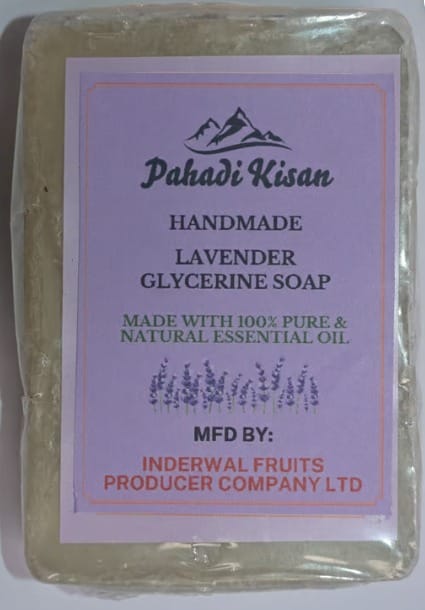 Pahadi Kisan
HANDMADE
LAVENDER
GLYCERINE SOAP
MADE WITH 100% PURE &
NATURAL ESSENTIAL OIL
MFD BY:
INDERWAL FRUITS
PRODUCER COMPANY LTD